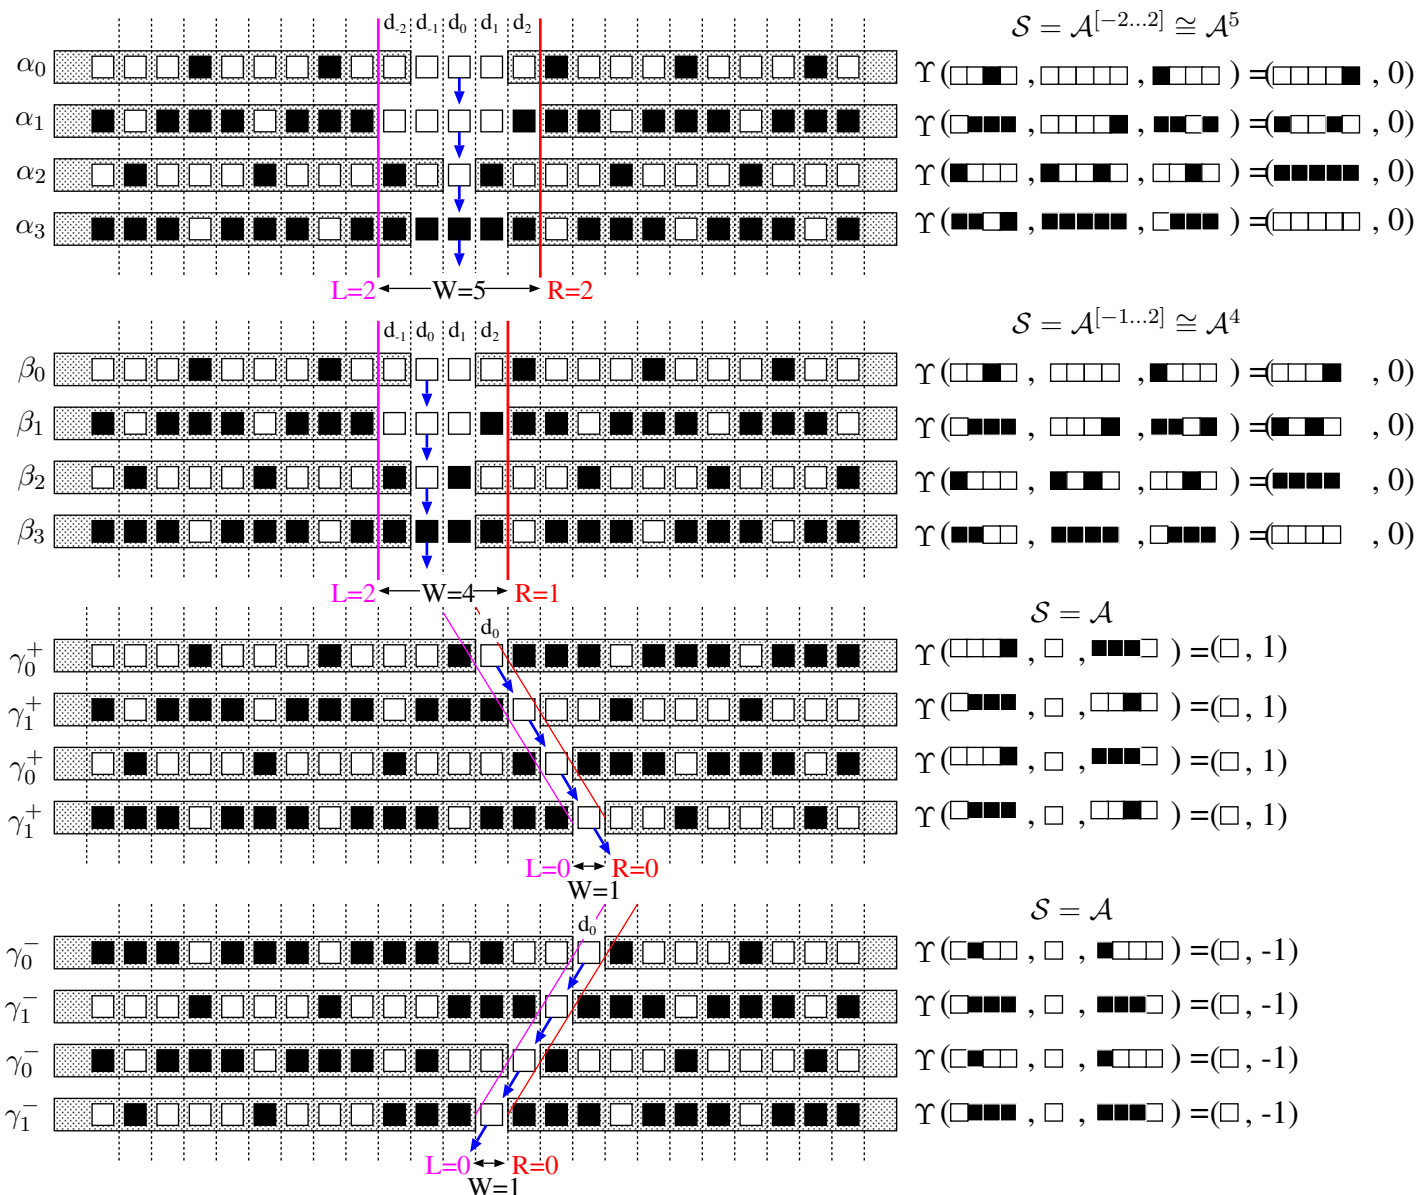 d₋₂ d₋₁ d₀ d₁ d₂
𝒮 = 𝒜^[−2...2] ≅ 𝒜⁵
α₀ ϒ(□□■□ , □□□□□ , ■□□□ ) =(□□□□■ , 0)
α₁ ϒ(□■■■ , □□□□■ , ■■□■ ) =(■□□■□ , 0)
α₂ ϒ(■□□□ , ■□□■□ , □□■□ ) =(■■■■■ , 0)
α₃ ϒ(■■□■ , ■■■■■ , □■■■ ) =(□□□□□ , 0)
L=2 W=5 R=2
d₋₁ d₀ d₁ d₂
𝒮 = 𝒜^[−1...2] ≅ 𝒜⁴
β₀ ϒ(□□■□ , □□□□ , ■□□□ ) =(□□□■ , 0)
β₁ ϒ(□■■■ , □□□■ , ■■□■ ) =(■□■□ , 0)
β₂ ϒ(■□□□ , ■□■□ , □□■□ ) =(■■■■ , 0)
β₃ ϒ(■■□□ , ■■■■ , □■■■ ) =(□□□□ , 0)
L=2 W=4 R=1
d₀
𝒮 = 𝒜
γ₀⁺ ϒ(□□□■ , □ , ■■■□ ) =(□, 1)
γ₁⁺ ϒ(□■■■ , □ , □□■□ ) =(□, 1)
γ₀⁺ ϒ(□□□■ , □ , ■■■□ ) =(□, 1)
γ₁⁺ ϒ(□■■■ , □ , □□■□ ) =(□, 1)
L=0 R=0
W=1
d₀
𝒮 = 𝒜
γ₀⁻ ϒ(□■□□ , □ , ■□□□ ) =(□, -1)
γ₁⁻ ϒ(□■■■ , □ , ■■■□ ) =(□, -1)
γ₀⁻ ϒ(□■□□ , □ , ■□□□ ) =(□, -1)
γ₁⁻ ϒ(□■■■ , □ , ■■■□ ) =(□, -1)
L=0 R=0
W=1